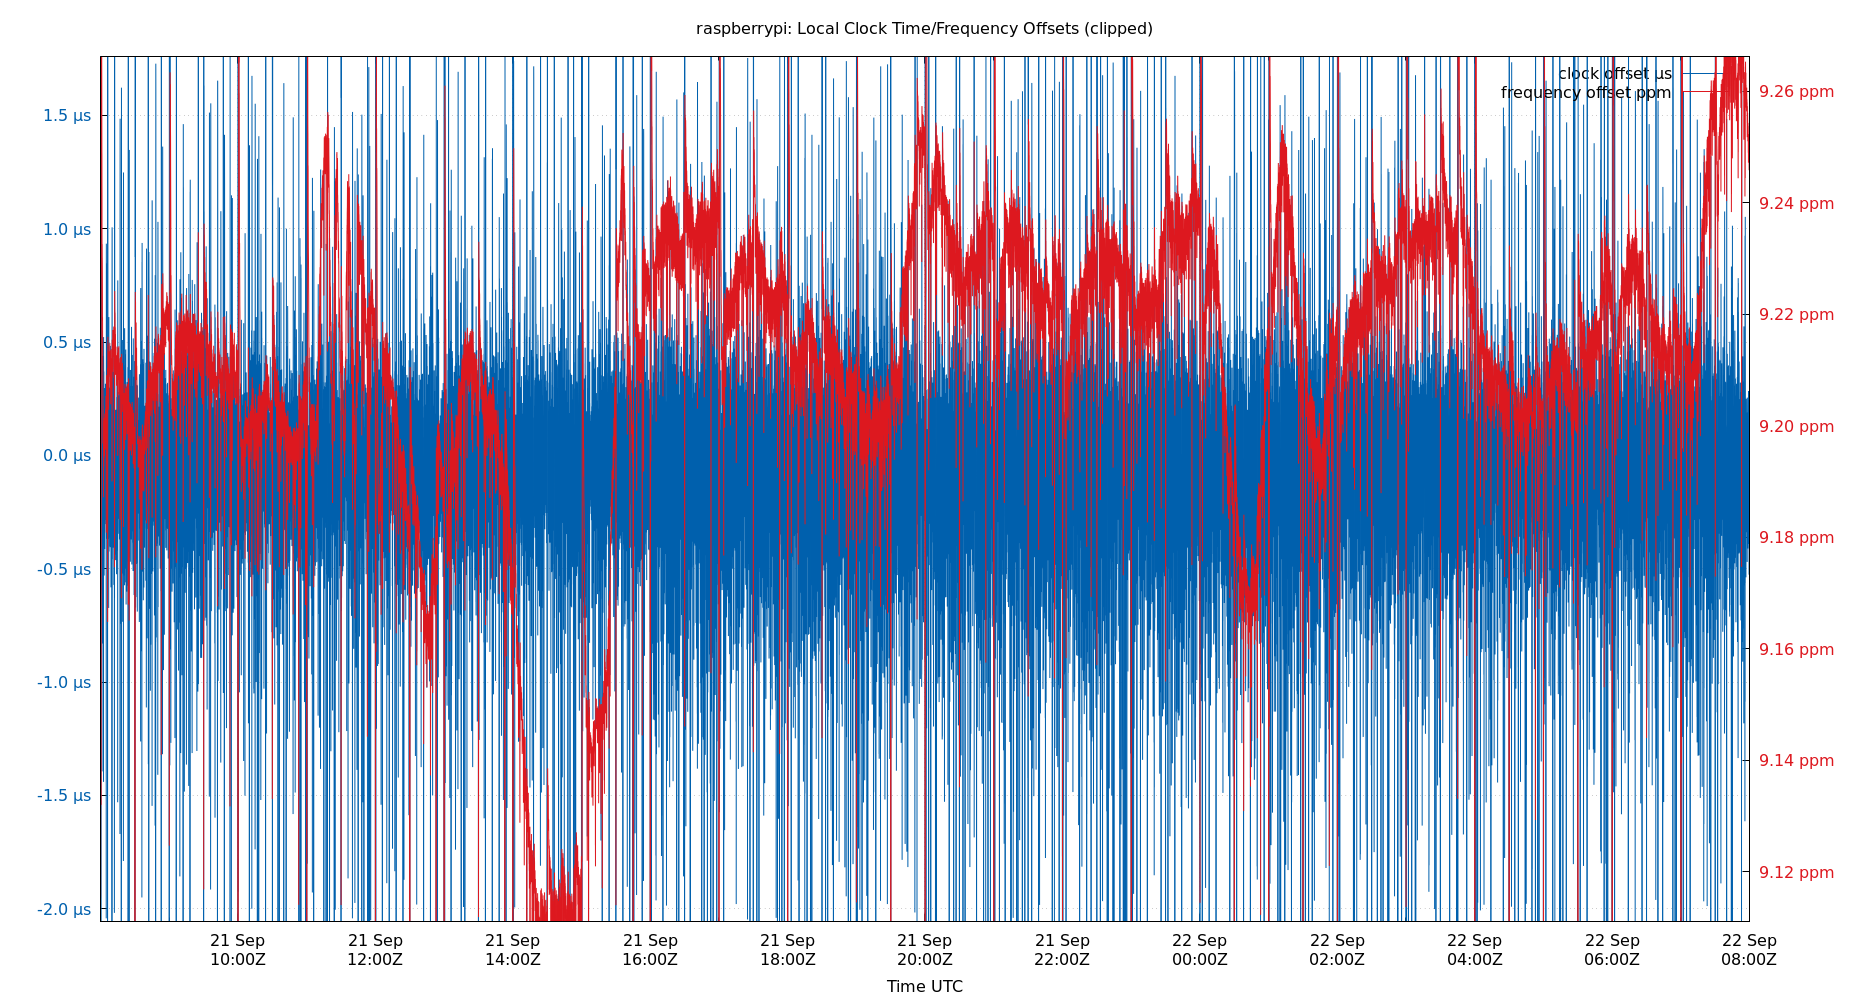 raspberrypi: Local Clock Time/Frequency Offsets (clipped)
clock offset µs
frequency offset ppm
1.5 µs
1.0 µs
0.5 µs
0.0 µs
-0.5 µs
-1.0 µs
-1.5 µs
-2.0 µs
9.26 ppm
9.24 ppm
9.22 ppm
9.20 ppm
9.18 ppm
9.16 ppm
9.14 ppm
9.12 ppm
21 Sep 21 Sep 21 Sep 21 Sep 21 Sep 21 Sep 21 Sep 22 Sep 22 Sep 22 Sep 22 Sep 22 Sep
10:00Z 12:00Z 14:00Z 16:00Z 18:00Z 20:00Z 22:00Z 00:00Z 02:00Z 04:00Z 06:00Z 08:00Z
Time UTC